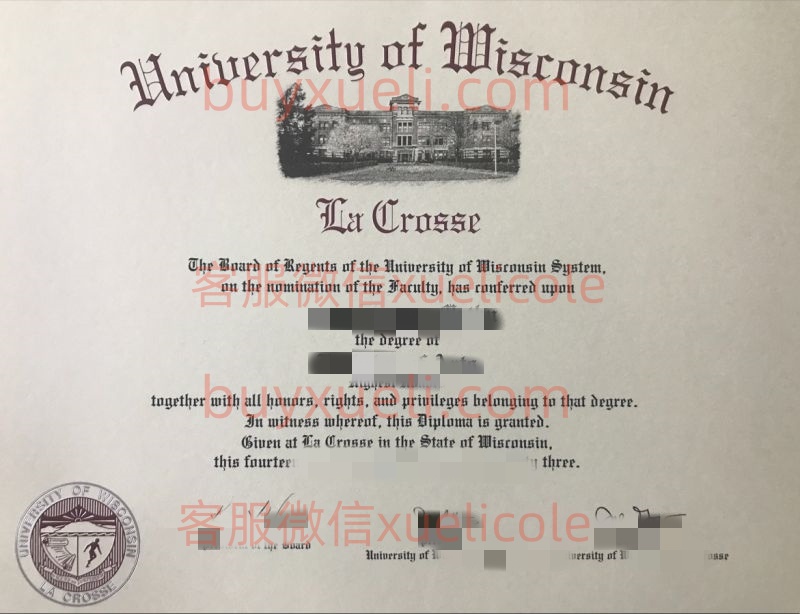 University of Wisconsin
buyxueli.com
La Crosse
The Board of Regents of the University of Wisconsin System,
客服微信xuelicole
on the nomination of the Faculty, has conferred upon
the degree of
buyxueli.com
together with all honors, rights, and privileges belonging to that degree.
In witness whereof, this Diploma is granted.
Given at La Crosse in the State of Wisconsin,
this three.
客服微信xuelicole
of the Board
University of
UNIVERSITY OF WISCONSIN
LA CROSSE